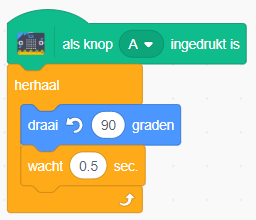 als knop A ingedrukt is
herhaal
draai 90 graden
wacht 0.5 sec.